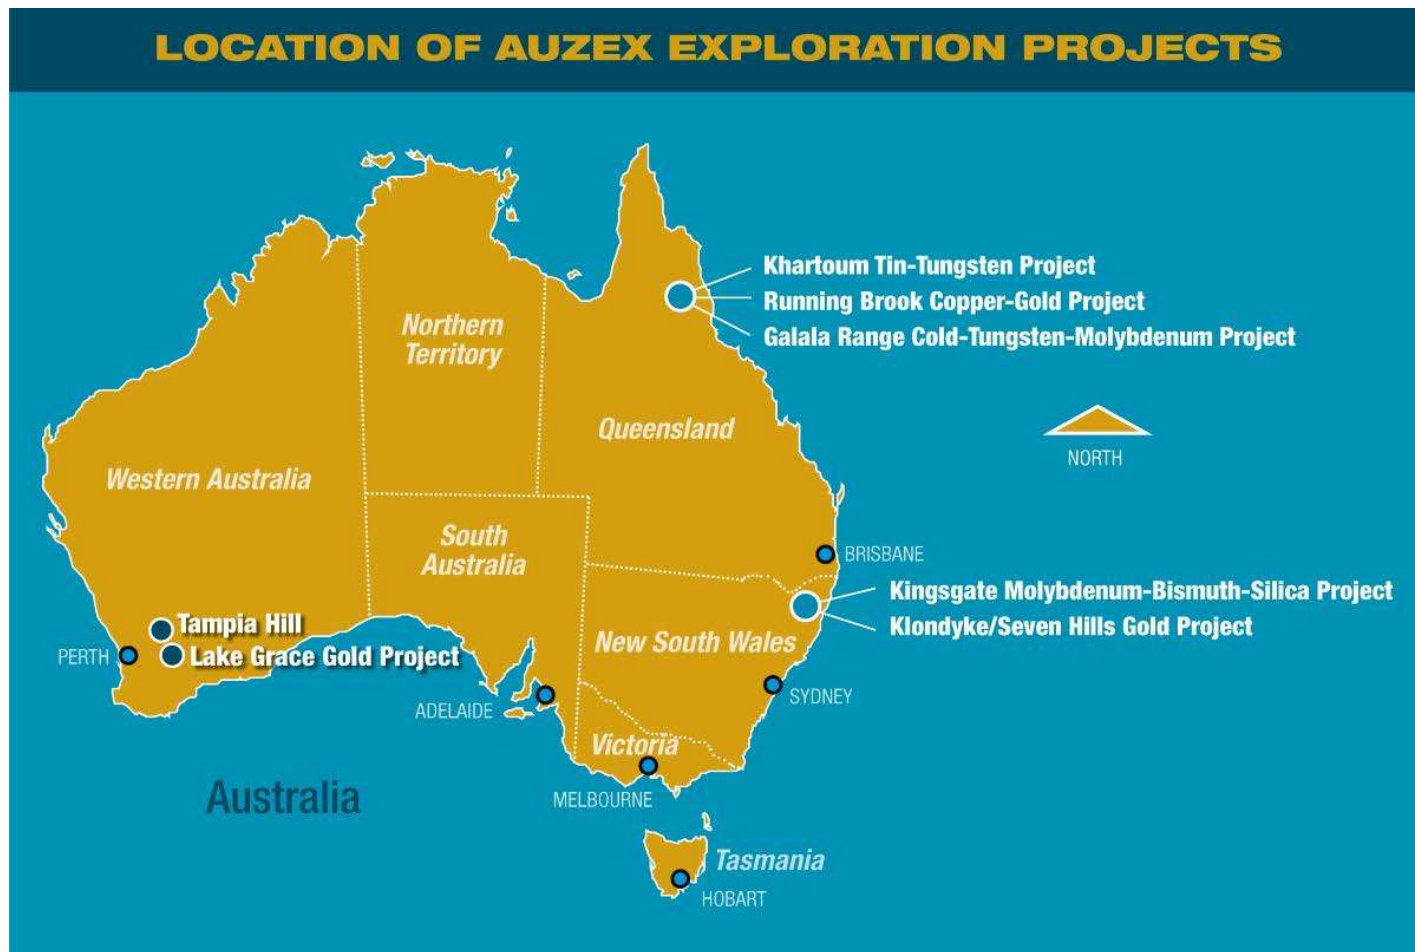 LOCATION OF AUZEX EXPLORATION PROJECTS
Khartoum Tin-Tungsten Project
Running Brook Copper-Gold Project
Galala Range Cold-Tungsten-Molybdenum Project
Northern
Territory
Queensland
NORTH
Western Australia
South
Australia
BRISBANE
Kingsgate Molybdenum-Bismuth-Silica Project
Klondyke/Seven Hills Gold Project
Tampia Hill
New South Wales
PERTH
Lake Grace Gold Project
SYDNEY
ADELAIDE
Victoria
Australia
MELBOURNE
Tasmania
HOBART